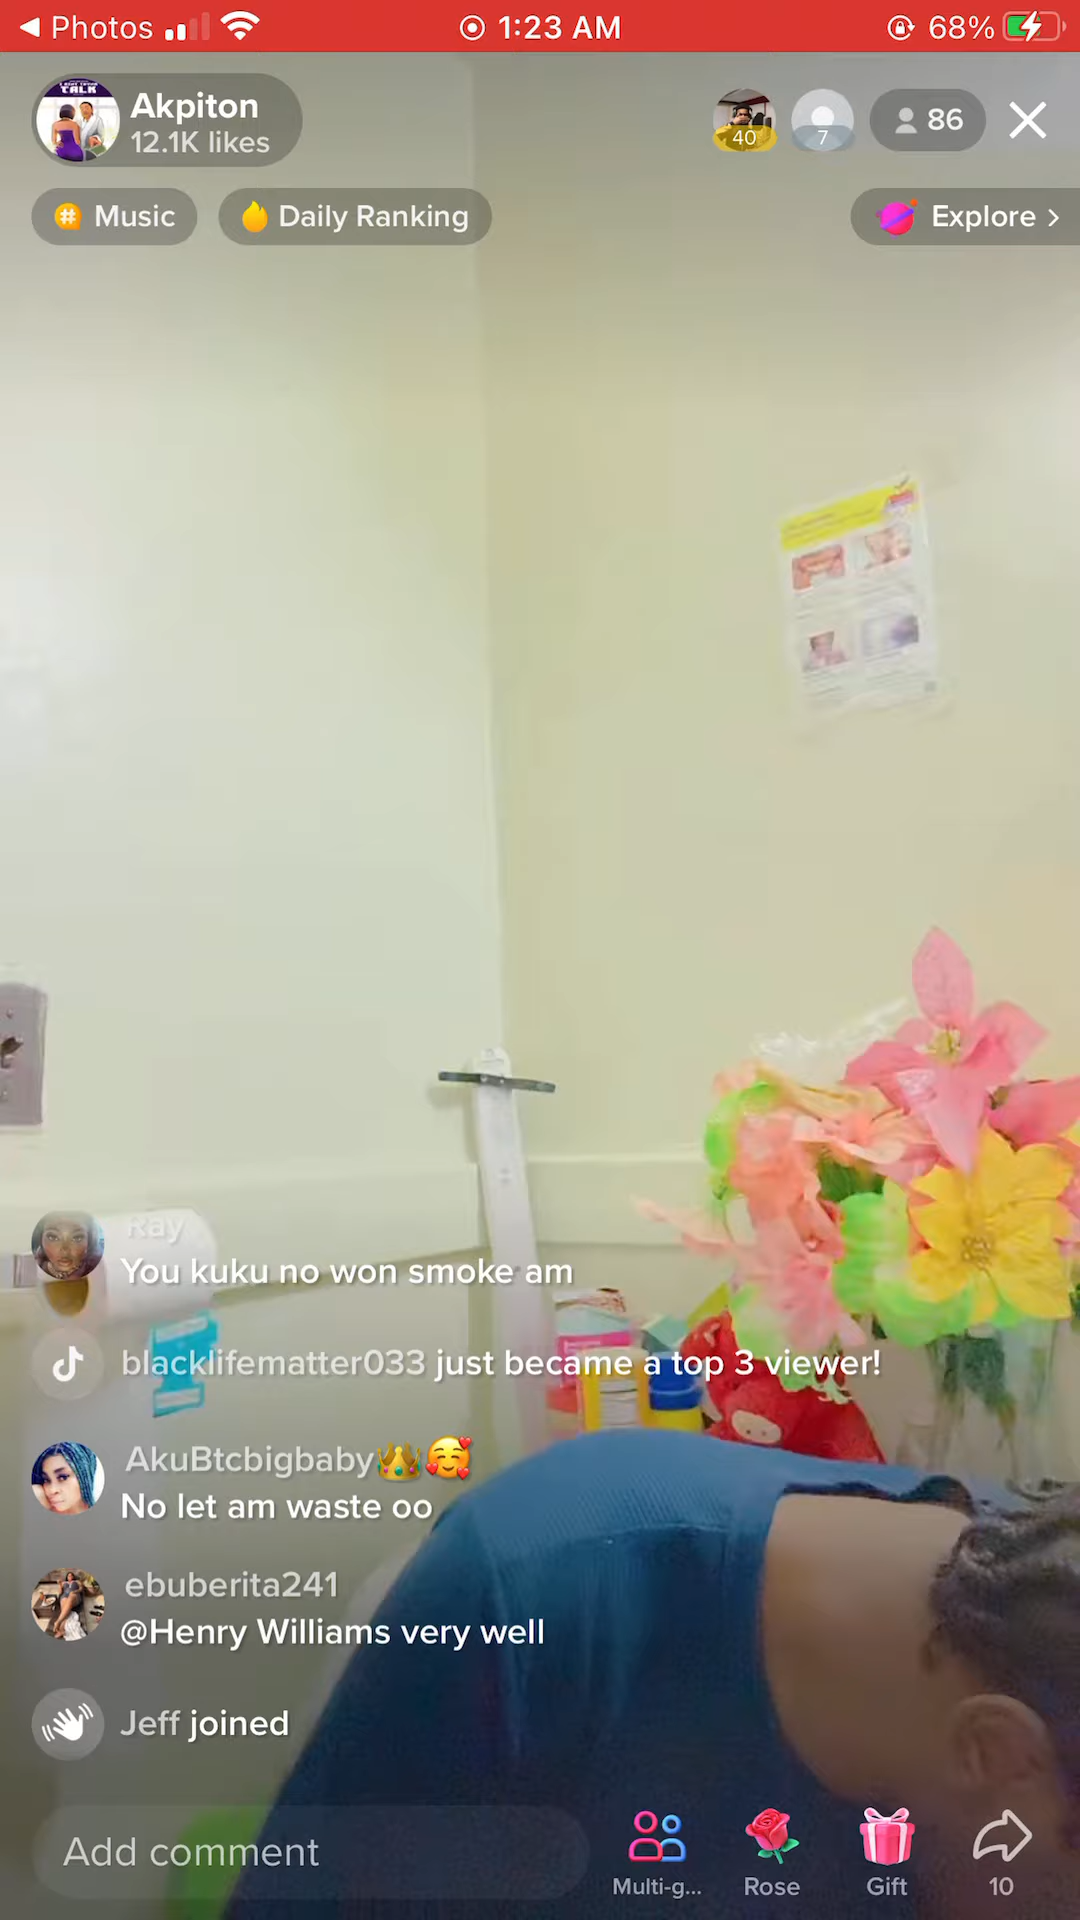 Photos
1:23 AM
68%
TALK
Akpiton
12.1K likes
40
7
86
Music
Daily Ranking
Explore >
Ray
You kuku no won smoke am
blacklifematter033 just became a top 3 viewer!
AkuBtcbigbaby👑🥰
No let am waste oo
ebuberita241
@Henry Williams very well
Jeff joined
Add comment
Multi-g...
Rose
Gift
10